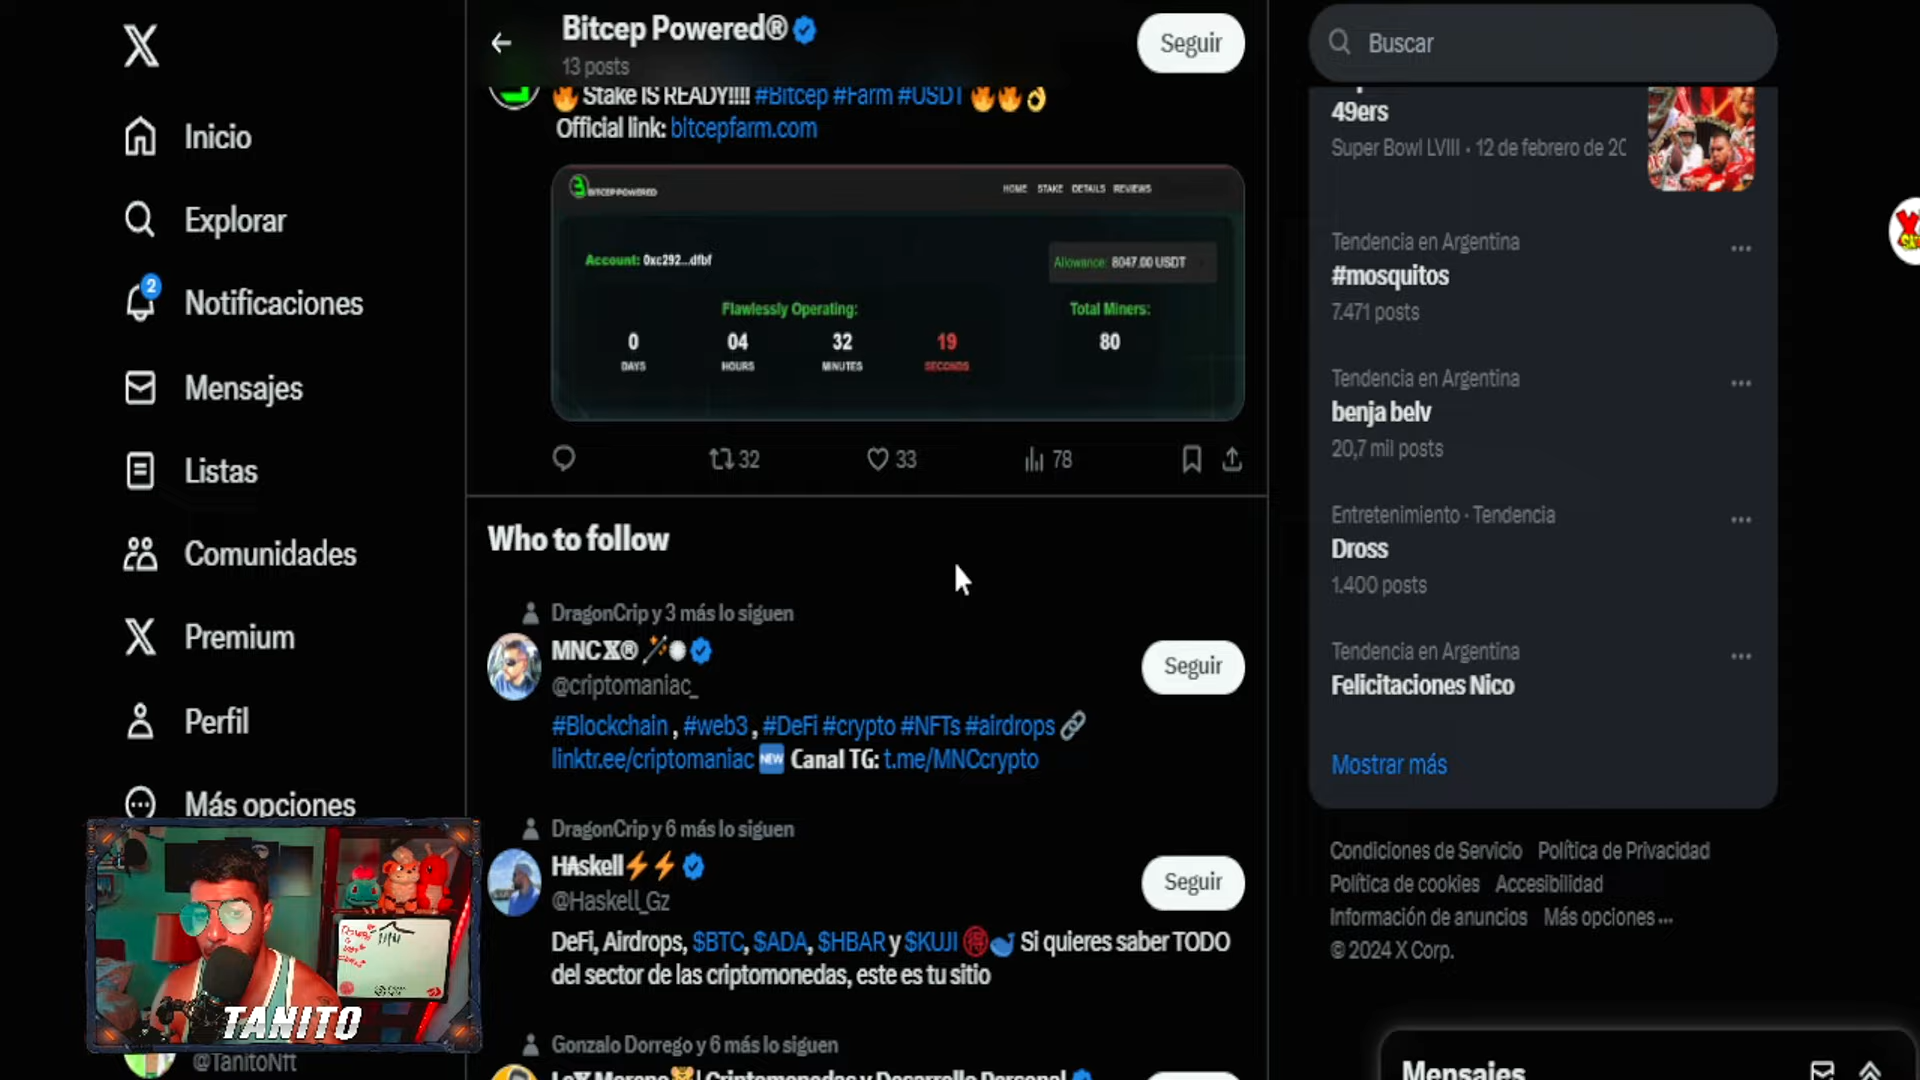 Inicio
Explorar
2
Notificaciones
Mensajes
Listas
Comunidades
Premium
Perfil
Más opciones
TANITO
@TanitoNft
Bitcep Powered®
13 posts
Seguir
Stake IS READY!!!! #Bitcep #Farm #USDT
Official link: bitcepfarm.com
BITCEP POWERED
HOME STAKE DETAILS REVIEWS
Account: 0xc292...dfbf
Allowance: 8047.00 USDT
Flawlessly Operating:
Total Miners:
0 04 32 19 80
DAYS HOURS MINUTES SECONDS
32 33 78
Who to follow
DragonCrip y 3 más lo siguen
MNCX®
@criptomaniac_
Seguir
#Blockchain , #web3 , #DeFi #crypto #NFTs #airdrops
linktr.ee/criptomaniac NEW Canal TG: t.me/MNCcrypto
DragonCrip y 6 más lo siguen
HAskell
@Haskell_Gz
Seguir
DeFi, Airdrops, $BTC, $ADA, $HBAR y $KUJI 🉐 Si quieres saber TODO
del sector de las criptomonedas, este es tu sitio
Gonzalo Dorrego y 6 más lo siguen
Buscar
49ers
Super Bowl LVIII · 12 de febrero de 20
Tendencia en Argentina
#mosquitos
7.471 posts
Tendencia en Argentina
benja belv
20,7 mil posts
Entretenimiento · Tendencia
Dross
1.400 posts
Tendencia en Argentina
Felicitaciones Nico
Mostrar más
Condiciones de Servicio Política de Privacidad
Política de cookies Accesibilidad
Información de anuncios Más opciones ...
© 2024 X Corp.
Mensajes